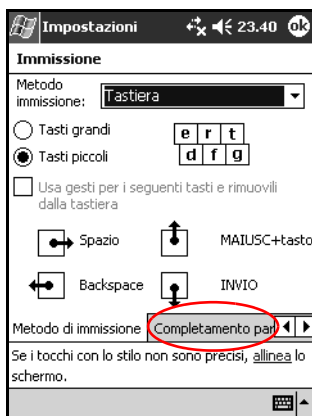 Impostazioni 23.40 ok
Immissione
Metodo
immissione: Tastiera
Tasti grandi
e r t
Tasti piccoli
d f g
Usa gesti per i seguenti tasti e rimuovili
dalla tastiera
Spazio MAIUSC+tasto
Backspace INVIO
Metodo di immissione Completamento par
Se i tocchi con lo stilo non sono precisi, allinea lo
schermo.